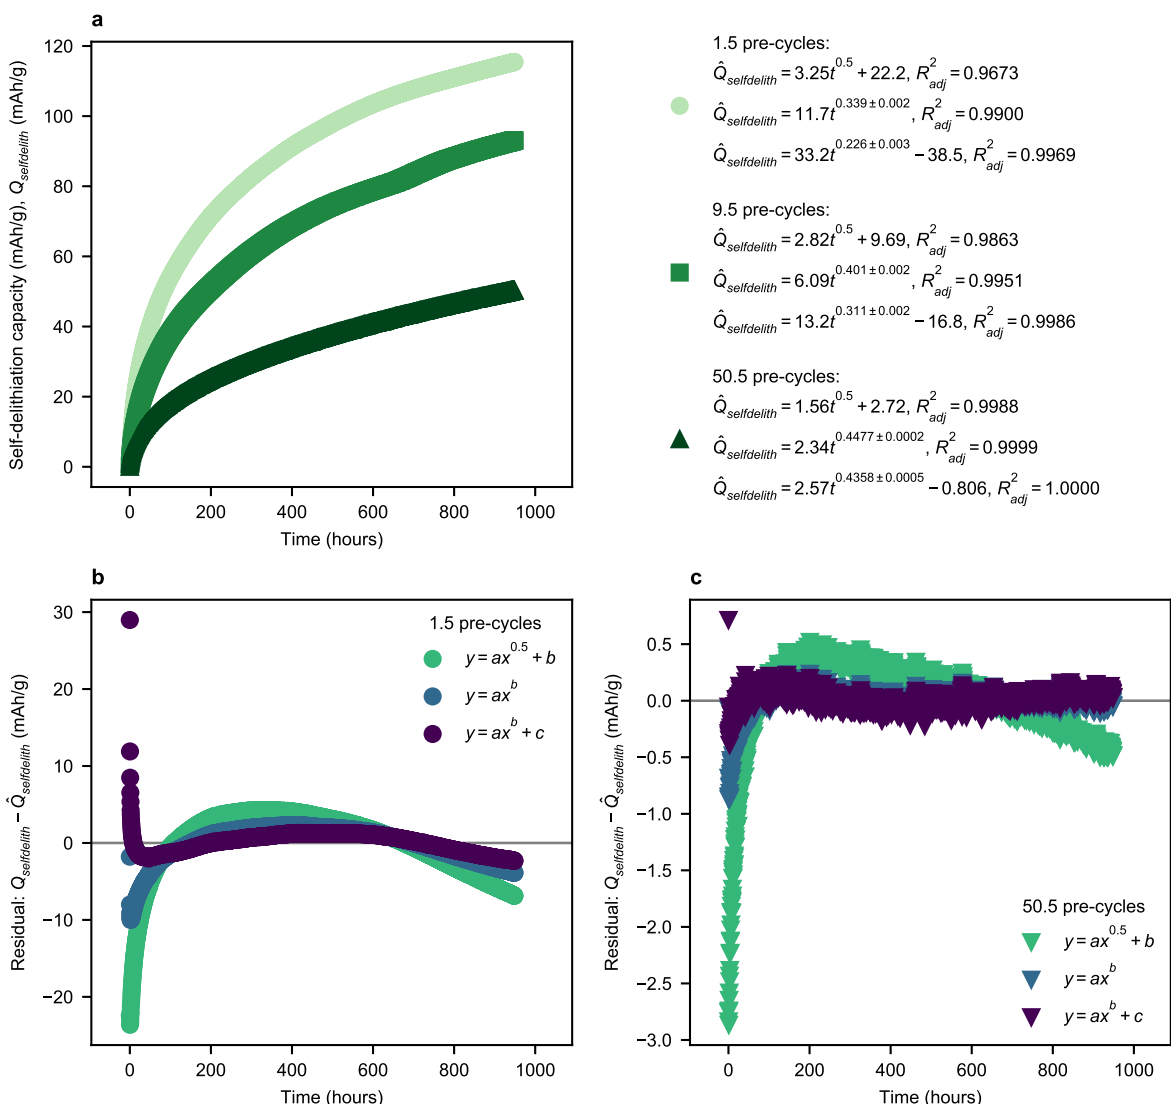 a
120
100
80
60
40
20
0
Self-delithiation capacity (mAh/g), Q_selfdelith (mAh/g)
0 200 400 600 800 1000
Time (hours)
1.5 pre-cycles:
Q̂_selfdelith = 3.25t^0.5 + 22.2, R²_adj = 0.9673
Q̂_selfdelith = 11.7t^0.339±0.002, R²_adj = 0.9900
Q̂_selfdelith = 33.2t^0.226±0.003 − 38.5, R²_adj = 0.9969
9.5 pre-cycles:
Q̂_selfdelith = 2.82t^0.5 + 9.69, R²_adj = 0.9863
Q̂_selfdelith = 6.09t^0.401±0.002, R²_adj = 0.9951
Q̂_selfdelith = 13.2t^0.311±0.002 − 16.8, R²_adj = 0.9986
50.5 pre-cycles:
Q̂_selfdelith = 1.56t^0.5 + 2.72, R²_adj = 0.9988
Q̂_selfdelith = 2.34t^0.4477±0.0002, R²_adj = 0.9999
Q̂_selfdelith = 2.57t^0.4358±0.0005 − 0.806, R²_adj = 1.0000
b
30
20
10
0
−10
−20
Residual: Q_selfdelith − Q̂_selfdelith (mAh/g)
1.5 pre-cycles
y = ax^0.5 + b
y = ax^b
y = ax^b + c
0 200 400 600 800 1000
Time (hours)
c
0.5
0.0
−0.5
−1.0
−1.5
−2.0
−2.5
−3.0
Residual: Q_selfdelith − Q̂_selfdelith (mAh/g)
50.5 pre-cycles
y = ax^0.5 + b
y = ax^b
y = ax^b + c
0 200 400 600 800 1000
Time (hours)